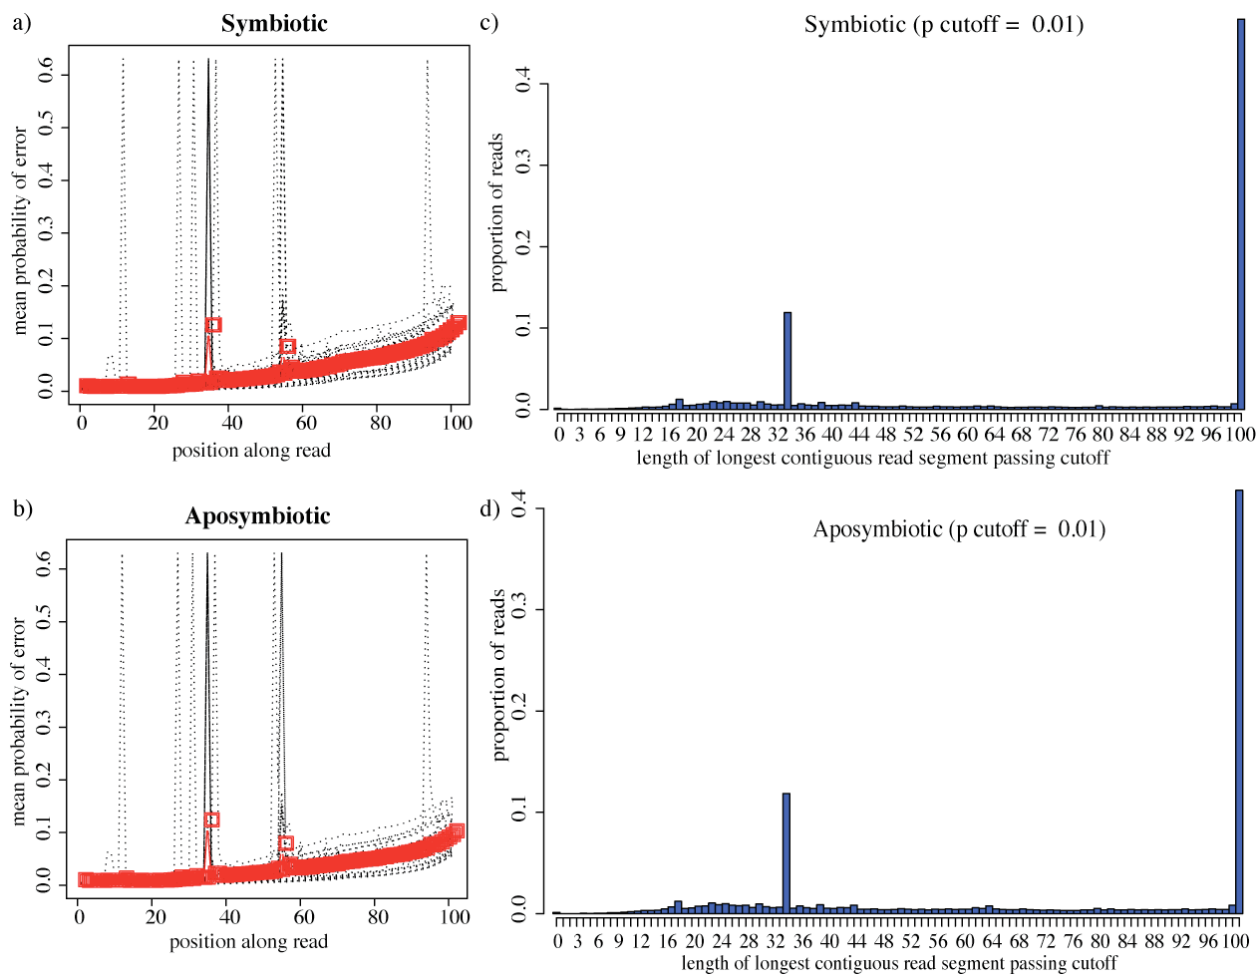 a)
Symbiotic
mean probability of error
0.0 0.1 0.2 0.3 0.4 0.5 0.6
0 20 40 60 80 100
position along read
c)
Symbiotic (p cutoff = 0.01)
proportion of reads
0.0 0.1 0.2 0.3 0.4
0 3 6 9 12 16 20 24 28 32 36 40 44 48 52 56 60 64 68 72 76 80 84 88 92 96 100
length of longest contiguous read segment passing cutoff
b)
Aposymbiotic
mean probability of error
0.0 0.1 0.2 0.3 0.4 0.5 0.6
0 20 40 60 80 100
position along read
d)
Aposymbiotic (p cutoff = 0.01)
proportion of reads
0.0 0.1 0.2 0.3 0.4
0 3 6 9 12 16 20 24 28 32 36 40 44 48 52 56 60 64 68 72 76 80 84 88 92 96 100
length of longest contiguous read segment passing cutoff